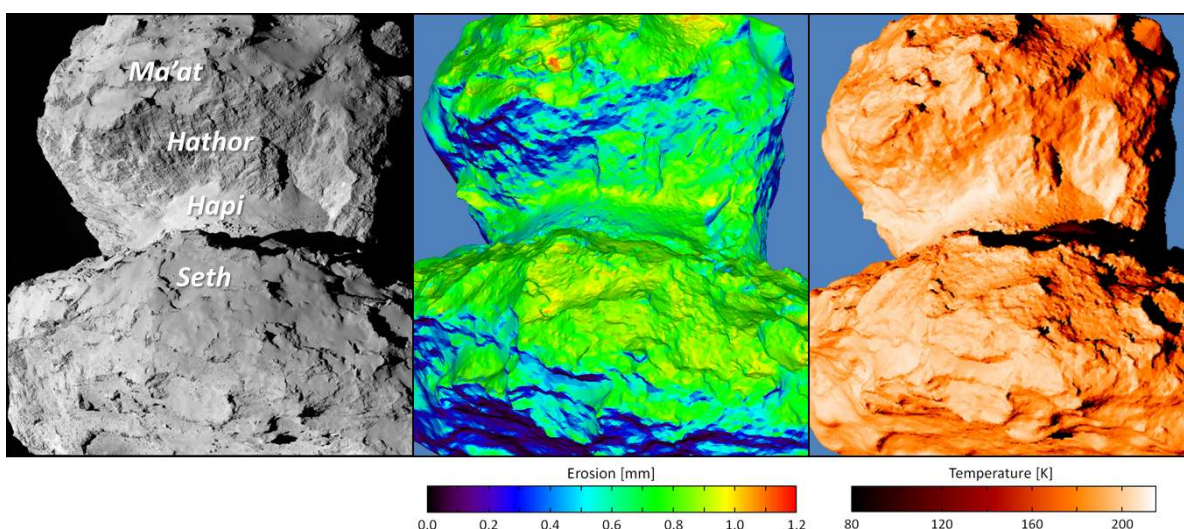 Ma'at
Hathor
Hapi
Seth
Erosion [mm]
0.0 0.2 0.4 0.6 0.8 1.0 1.2
Temperature [K]
80 120 160 200